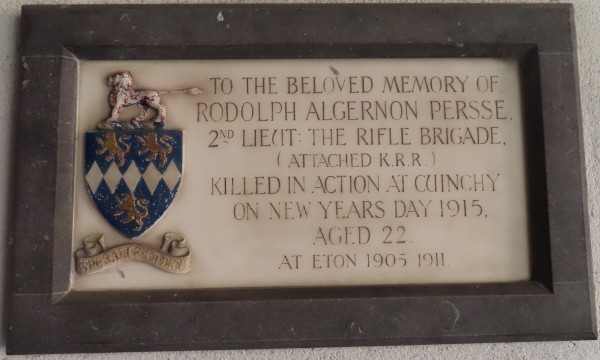 TO THE BELOVED MEMORY OF
RODOLPH ALGERNON PERSSE.
2ND LIEUT: THE RIFLE BRIGADE,
(ATTACHED K.R.R.)
KILLED IN ACTION AT CUINCHY
ON NEW YEARS DAY 1915,
AGED 22.
AT ETON 1905 1911.